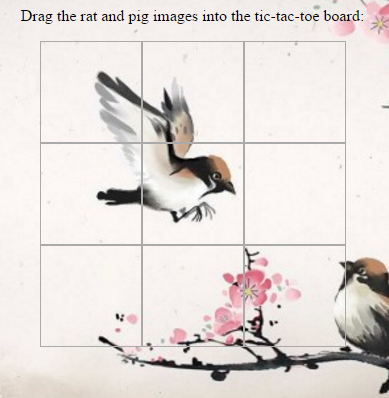 Drag the rat and pig images into the tic-tac-toe board: